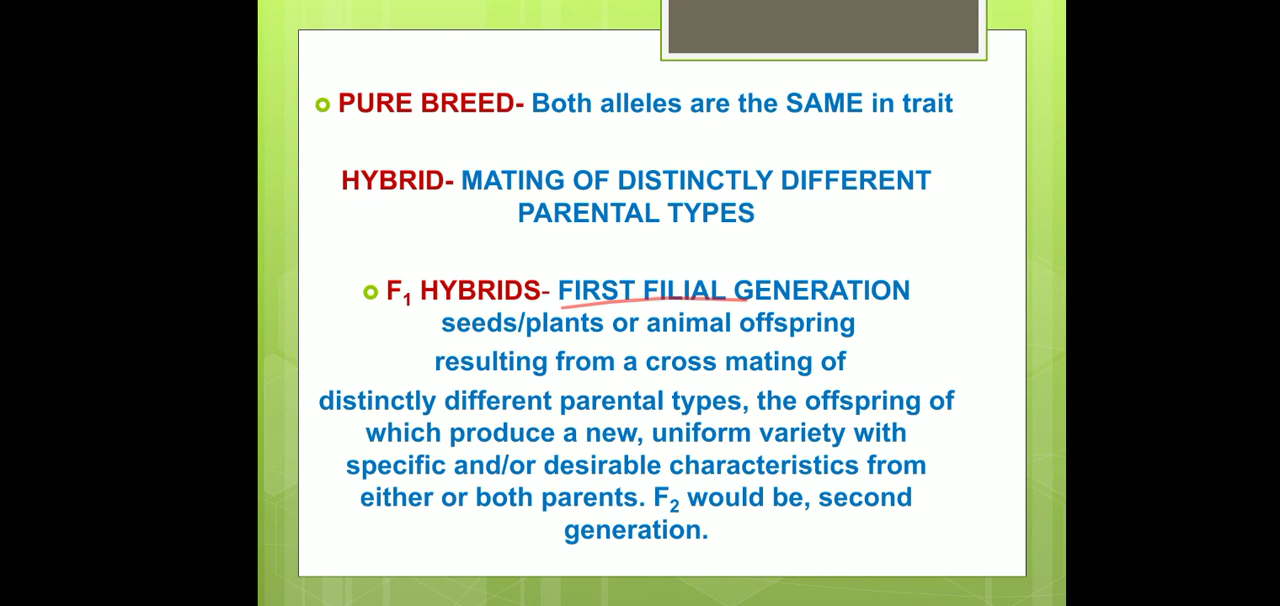 PURE BREED- Both alleles are the SAME in trait
HYBRID- MATING OF DISTINCTLY DIFFERENT
PARENTAL TYPES
F₁ HYBRIDS- FIRST FILIAL GENERATION
seeds/plants or animal offspring
resulting from a cross mating of
distinctly different parental types, the offspring of
which produce a new, uniform variety with
specific and/or desirable characteristics from
either or both parents. F₂ would be, second
generation.